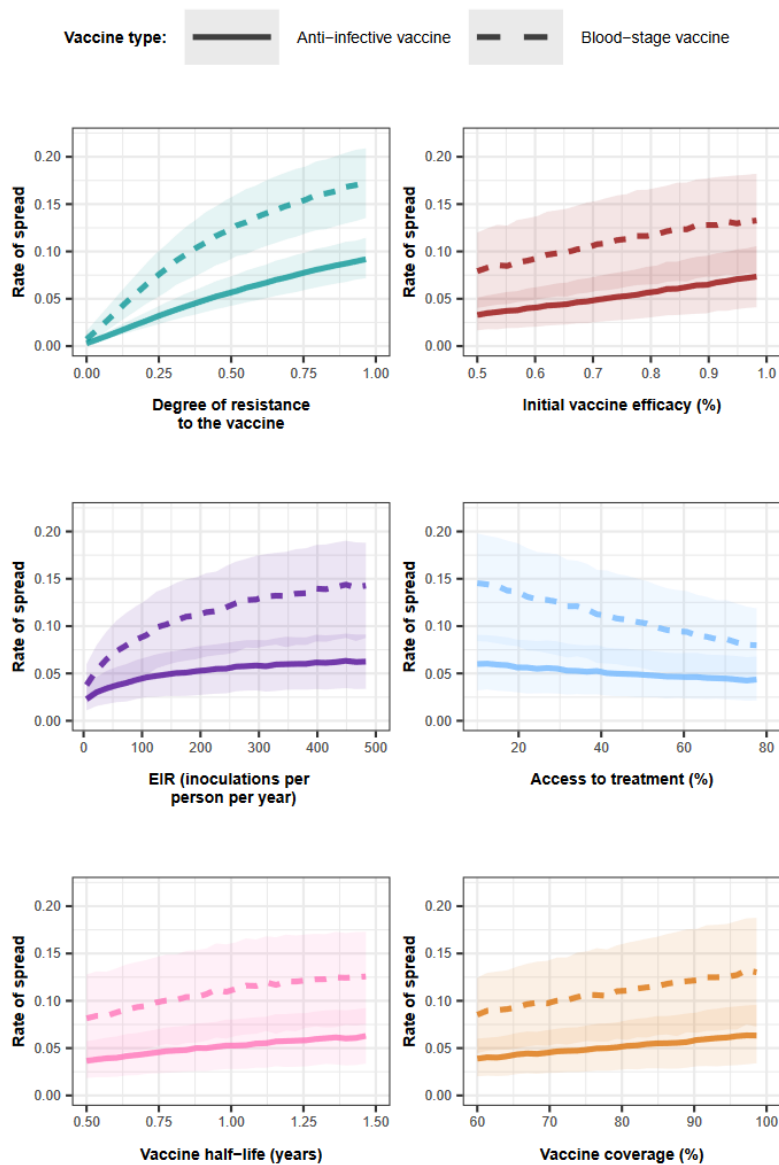 Vaccine type: Anti−infective vaccine Blood−stage vaccine
Rate of spread
0.20
0.15
0.10
0.05
0.00
0.00 0.25 0.50 0.75 1.00
Degree of resistance
to the vaccine
Rate of spread
0.20
0.15
0.10
0.05
0.00
0.5 0.6 0.7 0.8 0.9 1.0
Initial vaccine efficacy (%)
Rate of spread
0.20
0.15
0.10
0.05
0.00
0 100 200 300 400 500
EIR (inoculations per
person per year)
Rate of spread
0.20
0.15
0.10
0.05
0.00
20 40 60 80
Access to treatment (%)
Rate of spread
0.20
0.15
0.10
0.05
0.00
0.50 0.75 1.00 1.25 1.50
Vaccine half−life (years)
Rate of spread
0.20
0.15
0.10
0.05
0.00
60 70 80 90 100
Vaccine coverage (%)